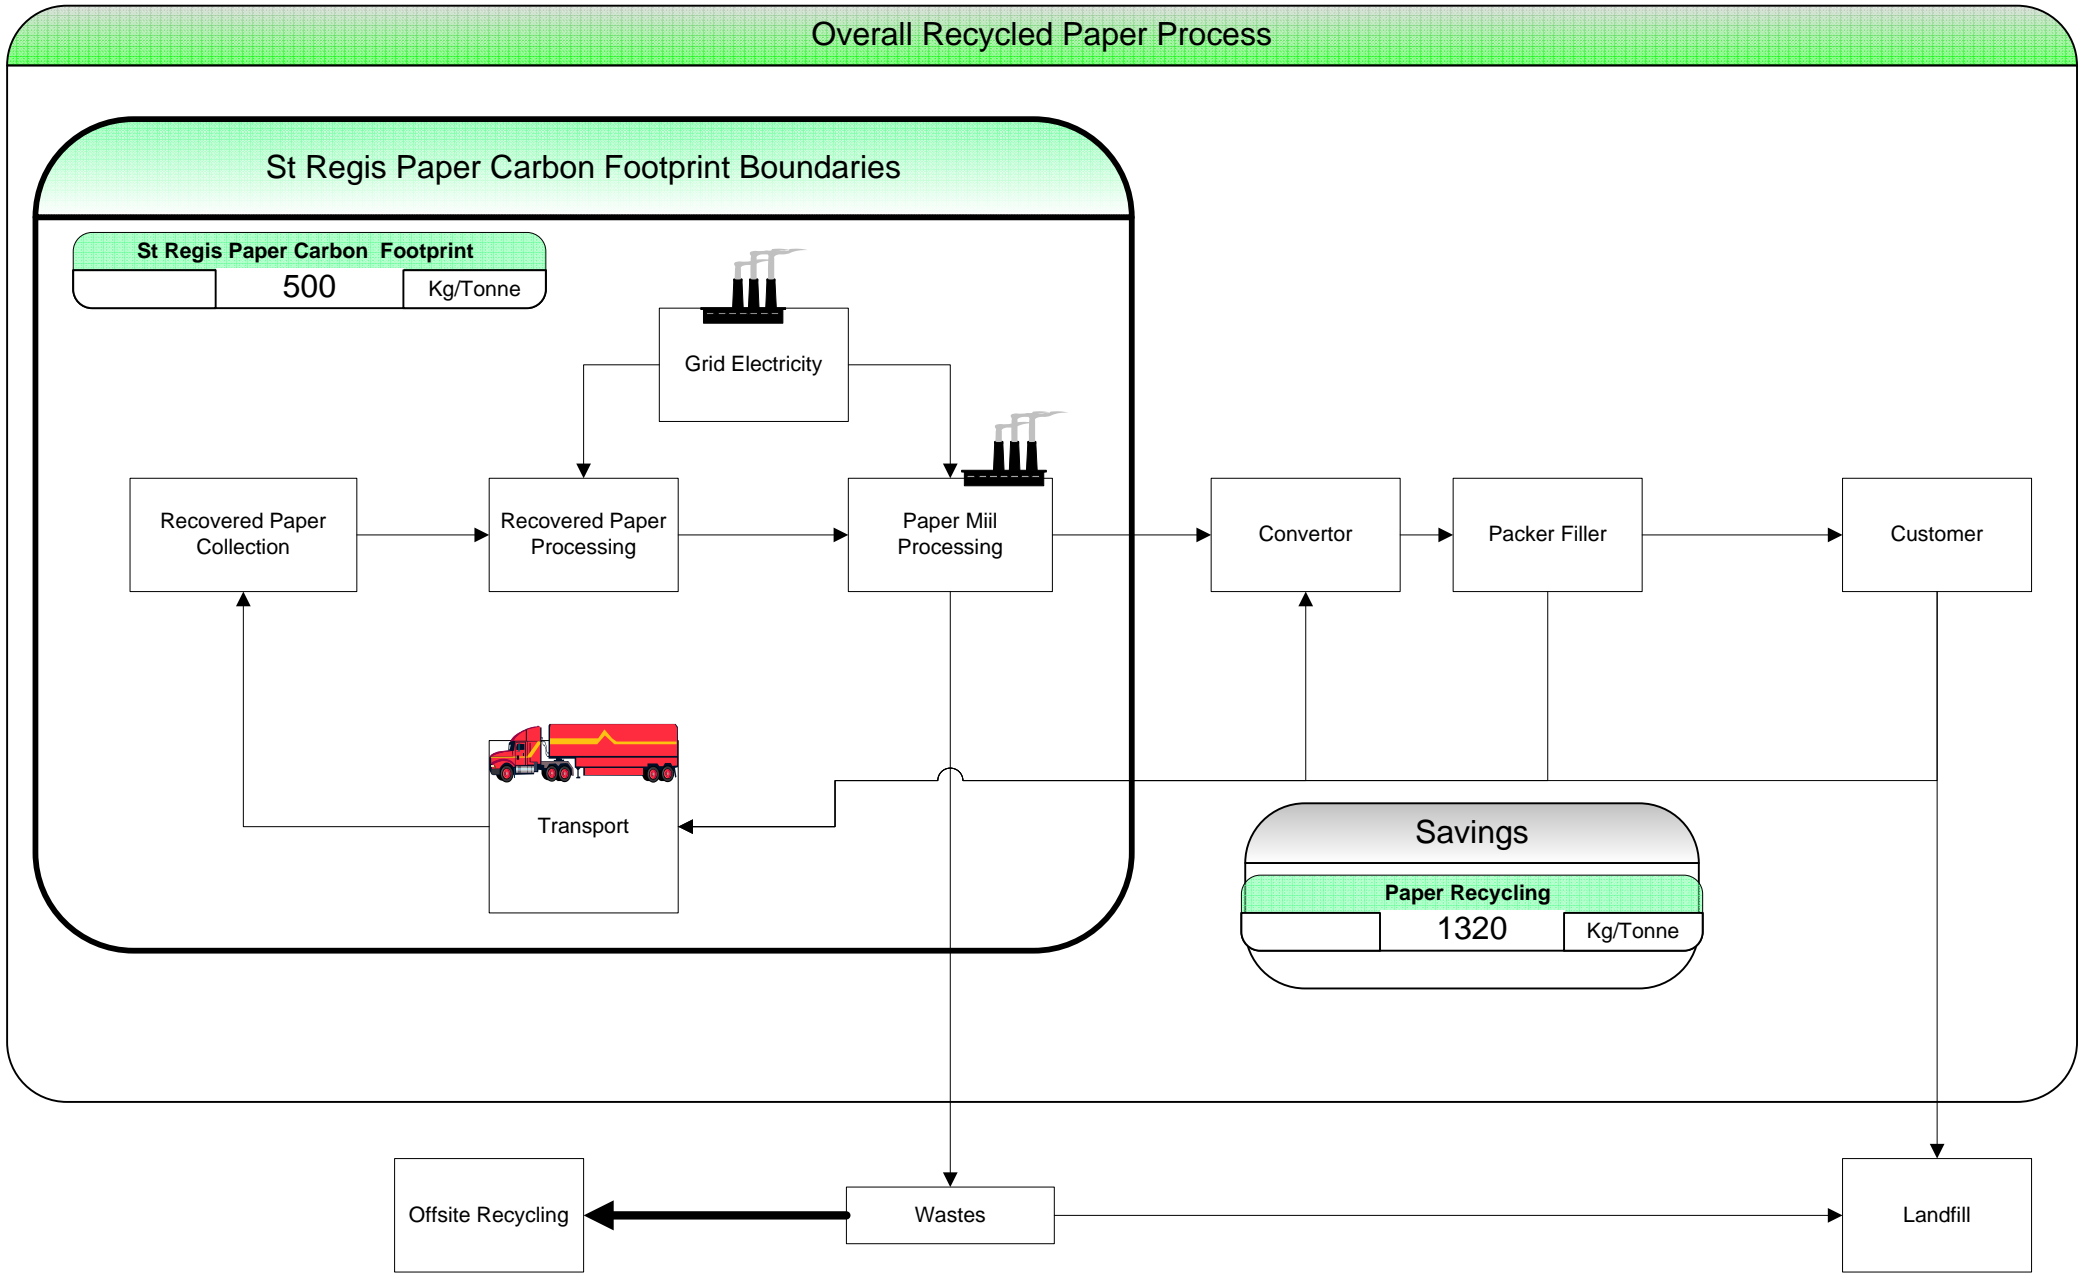 Overall Recycled Paper Process
St Regis Paper Carbon Footprint Boundaries
St Regis Paper Carbon Footprint
500
Kg/Tonne
Grid Electricity
Recovered Paper
Collection
Recovered Paper
Processing
Paper Miil
Processing
Convertor
Packer Filler
Customer
Transport
Savings
Paper Recycling
1320
Kg/Tonne
Offsite Recycling
Wastes
Landfill